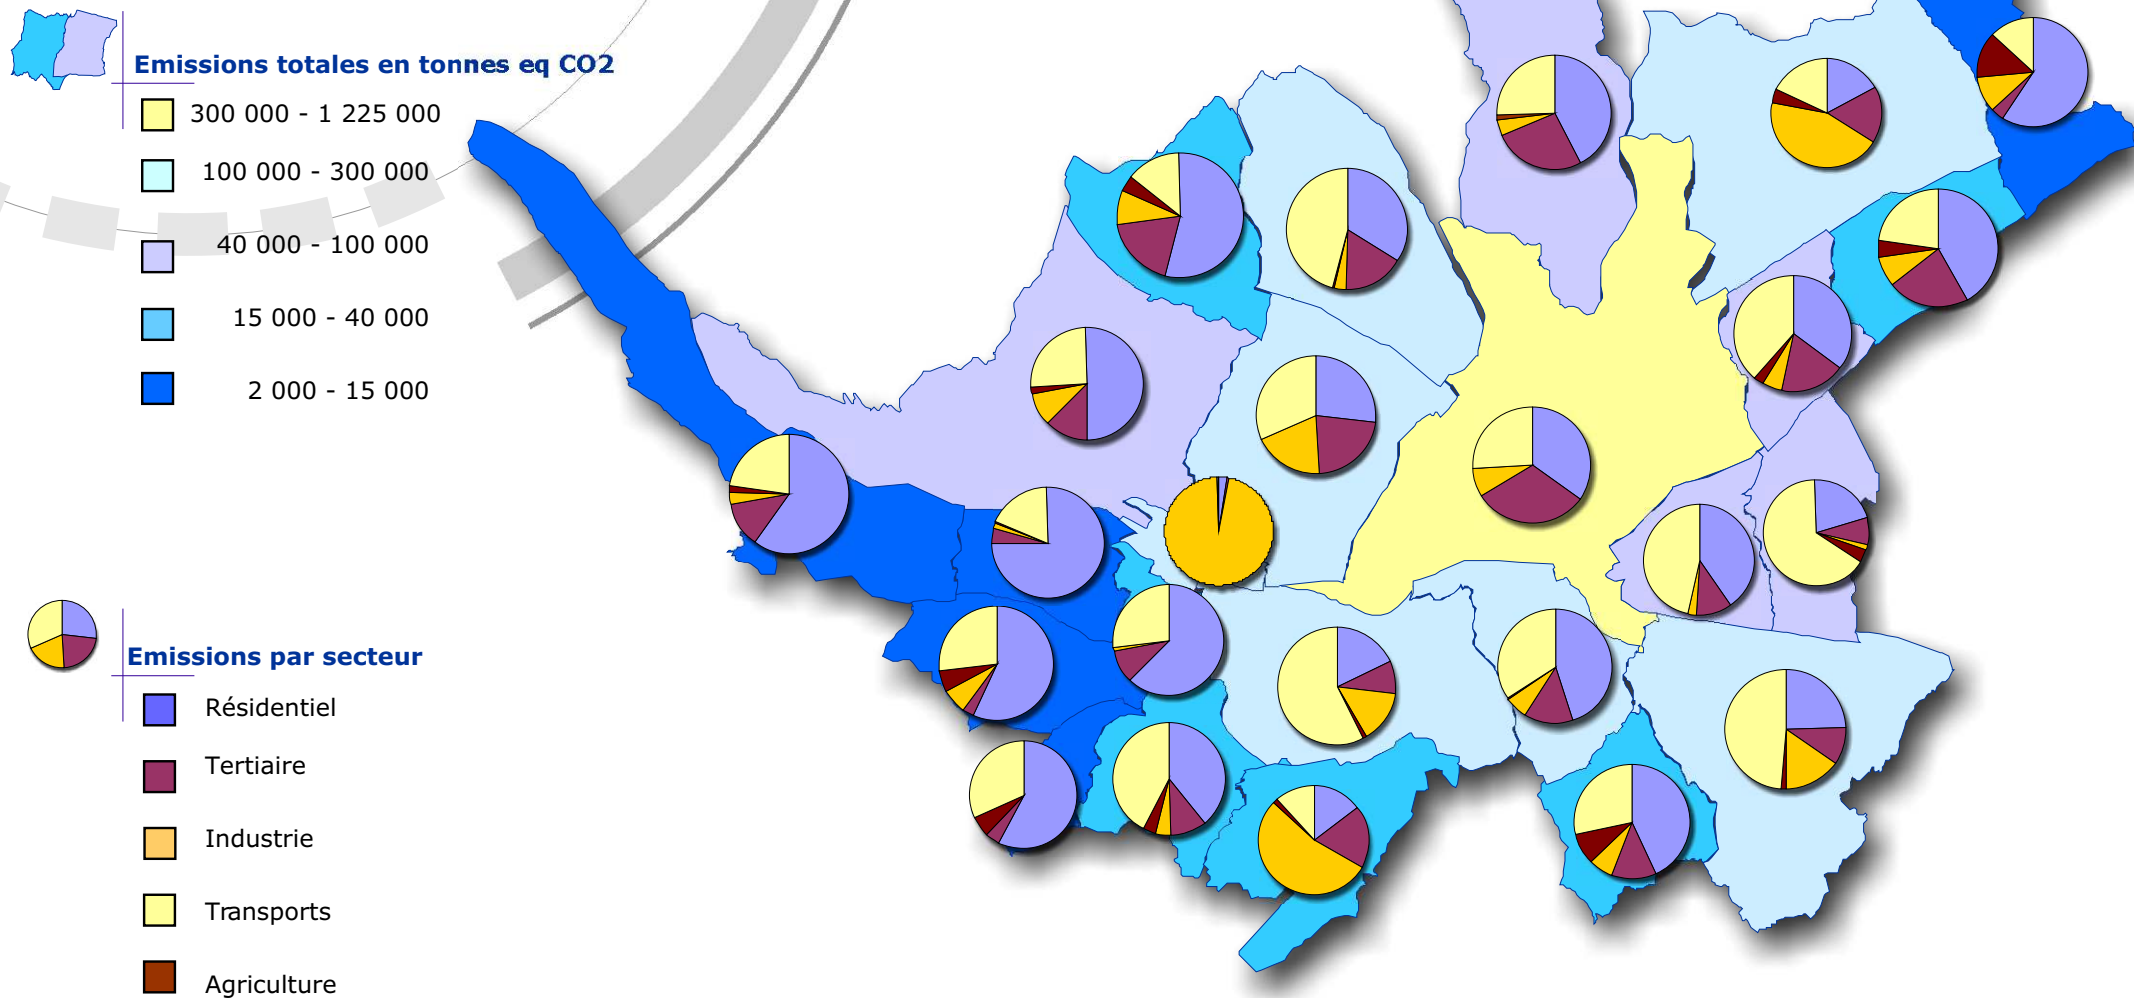 Emissions totales en tonnes eq CO2
300 000 - 1 225 000
100 000 - 300 000
40 000 - 100 000
15 000 - 40 000
2 000 - 15 000
Emissions par secteur
Résidentiel
Tertiaire
Industrie
Transports
Agriculture